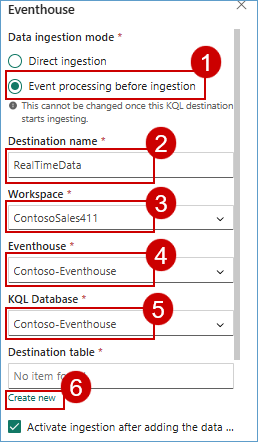 Eventhouse
Data ingestion mode *
1
Direct ingestion
Event processing before ingestion
This cannot be changed once this KQL destination
starts ingesting.
Destination name *
2
RealTimeData
Workspace *
3
ContosoSales411
Eventhouse *
4
Contoso-Eventhouse
KQL Database *
5
Contoso-Eventhouse
Destination table *
6
No item fo
Create new
Activate ingestion after adding the data ...